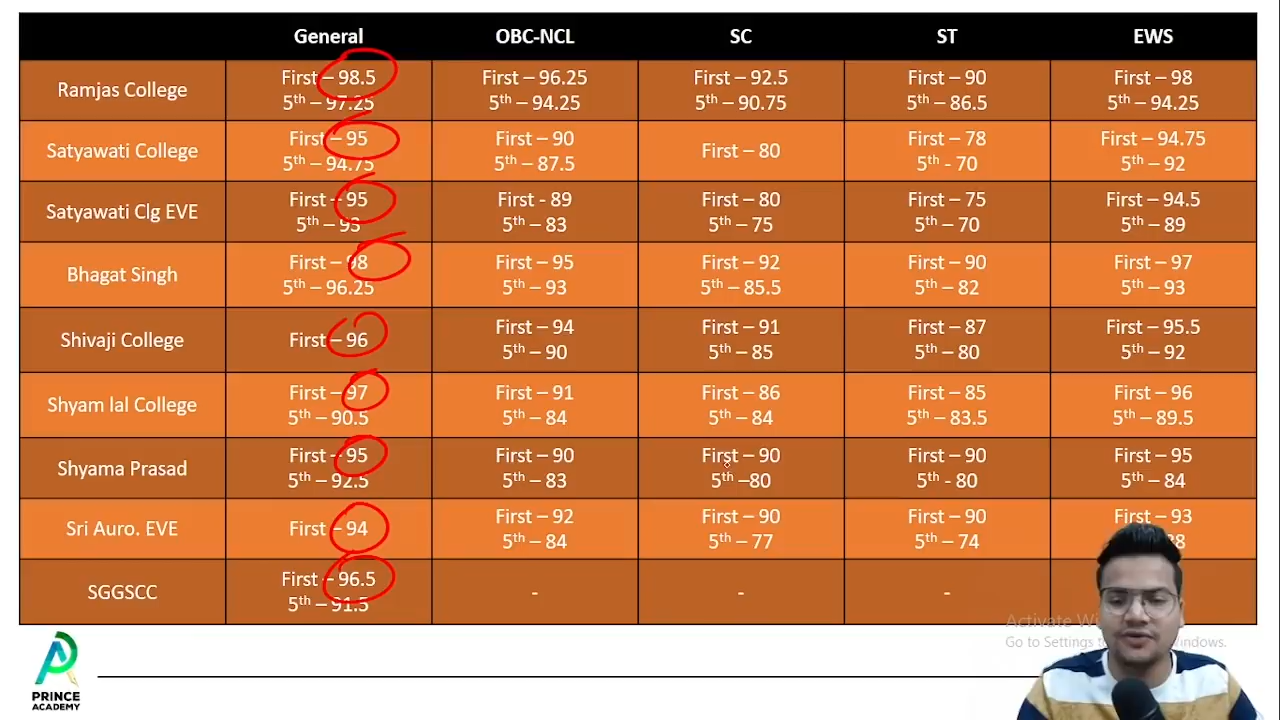 General OBC-NCL SC ST EWS
Ramjas College First – 98.5 First – 96.25 First – 92.5 First – 90 First – 98
5th – 97.25 5th – 94.25 5th – 90.75 5th – 86.5 5th – 94.25
Satyawati College First – 95 First – 90 First – 80 First – 78 First – 94.75
5th – 94.75 5th – 87.5 5th - 70 5th – 92
Satyawati Clg EVE First – 95 First - 89 First – 80 First – 75 First – 94.5
5th – 93 5th – 83 5th – 75 5th – 70 5th – 89
Bhagat Singh First – 98 First – 95 First – 92 First – 90 First – 97
5th – 96.25 5th – 93 5th – 85.5 5th – 82 5th – 93
Shivaji College First – 96 First – 94 First – 91 First – 87 First – 95.5
5th – 90 5th – 85 5th – 80 5th – 92
Shyam lal College First – 97 First – 91 First – 86 First – 85 First – 96
5th – 90.5 5th – 84 5th – 84 5th – 83.5 5th – 89.5
Shyama Prasad First – 95 First – 90 First – 90 First – 90 First – 95
5th – 92.5 5th – 83 5th –80 5th - 80 5th – 84
Sri Auro. EVE First – 94 First – 92 First – 90 First – 90 First – 93
5th – 84 5th – 77 5th – 74
SGGSCC First – 96.5 - - -
5th – 91.5
Activate
Go to Settings
PRINCE
ACADEMY